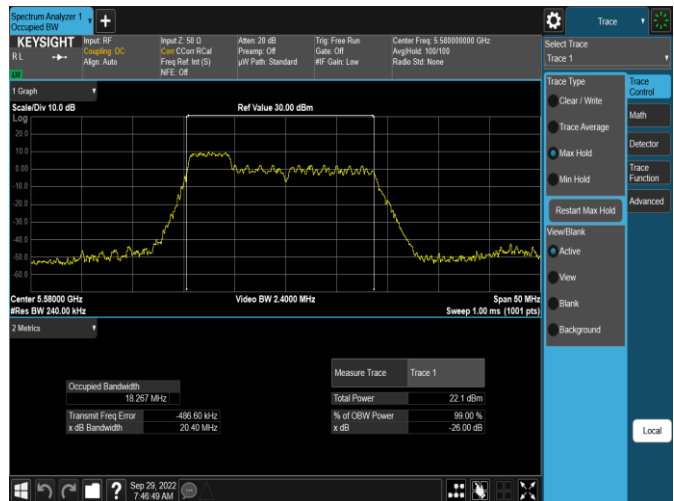 Spectrum Analyzer 1
Occupied BW
+
Trace
KEYSIGHT
RL
LXI
Input: RF
Coupling: DC
Align: Auto
Input Z: 50 Ω
Corr CCorr RCal
Freq Ref: Int (S)
NFE: Off
Atten: 20 dB
Preamp: Off
µW Path: Standard
Trig: Free Run
Gate: Off
#IF Gain: Low
Center Freq: 5.580000000 GHz
Avg|Hold: 100/100
Radio Std: None
Select Trace
Trace 1
1 Graph
Scale/Div 10.0 dB
Ref Value 30.00 dBm
Log
20.0
10.0
0.00
-10.0
-20.0
-30.0
-40.0
-50.0
-60.0
Center 5.58000 GHz
#Res BW 240.00 kHz
Video BW 2.4000 MHz
Span 50 MHz
Sweep 1.00 ms (1001 pts)
Trace Type
Clear / Write
Trace Average
Max Hold
Min Hold
Restart Max Hold
View/Blank
Active
View
Blank
Background
Trace
Control
Math
Detector
Trace
Function
Advanced
2 Metrics
Measure Trace
Trace 1
Occupied Bandwidth
18.267 MHz
Total Power
22.1 dBm
Transmit Freq Error
-486.60 kHz
% of OBW Power
99.00 %
x dB Bandwidth
20.40 MHz
x dB
-26.00 dB
Local
?
Sep 29, 2022
7:46:49 AM